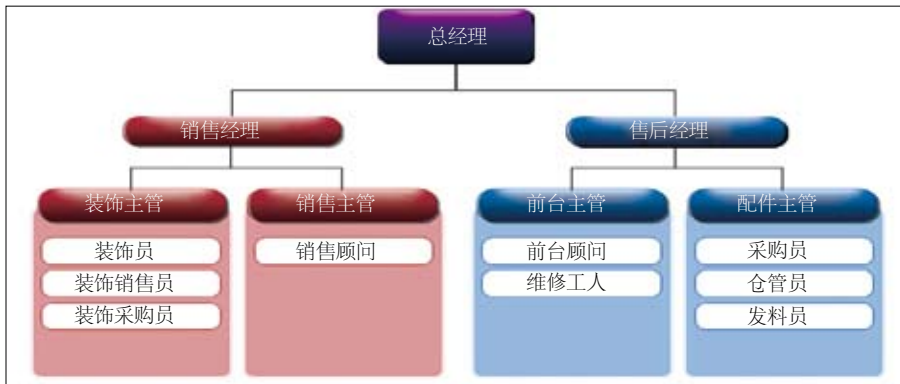 总经理
销售经理
售后经理
装饰主管
销售主管
前台主管
配件主管
装饰员
装饰销售员
装饰采购员
销售顾问
前台顾问
维修工人
采购员
仓管员
发料员